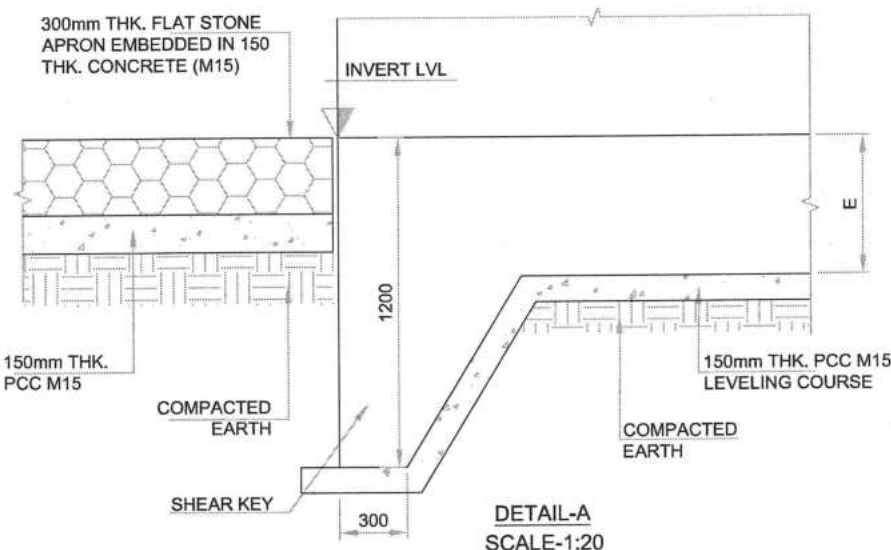 300mm THK. FLAT STONE
APRON EMBEDDED IN 150
THK. CONCRETE (M15)
INVERT LVL
E
1200
150mm THK.
PCC M15
COMPACTED
EARTH
SHEAR KEY
300
150mm THK. PCC M15
LEVELING COURSE
COMPACTED
EARTH
DETAIL-A
SCALE-1:20